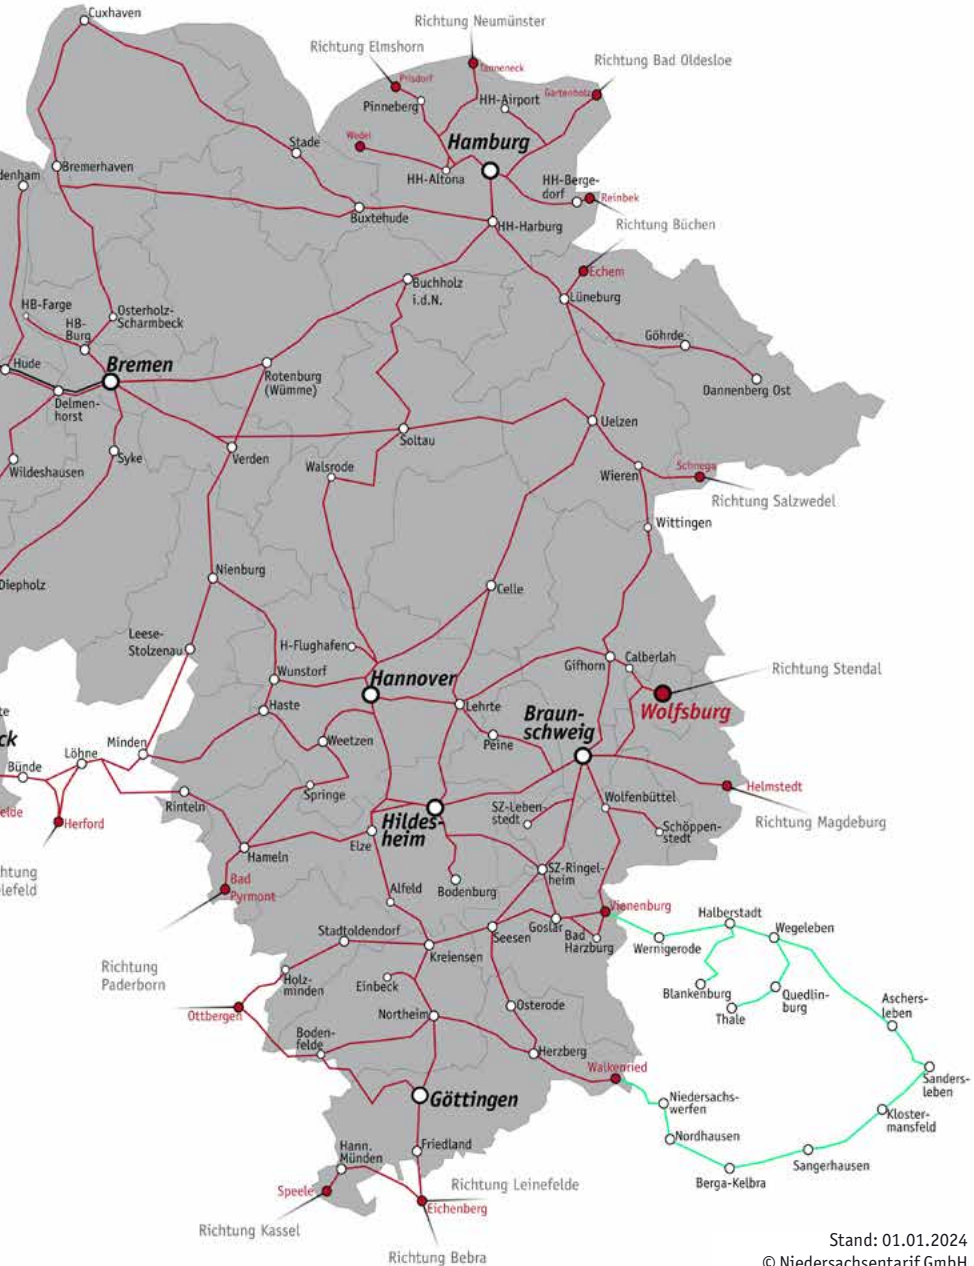 Cuxhaven
Richtung Neumünster
Richtung Elmshorn
Richtung Bad Oldesloe
Tanneneck
Prisdorf
Gartenholz
Pinneberg
HH-Airport
Wedel
Stade
Hamburg
Bremerhaven
denham
HH-Altona
HH-Berge-
dorf
Reinbek
Buxtehude
HH-Harburg
Richtung Büchen
Echem
Buchholz
i.d.N.
Lüneburg
HB-Farge
Osterholz-
Scharmbeck
HB-
Burg
Göhrde
Hude
Bremen
Rotenburg
(Wümme)
Dannenberg Ost
Delmen-
horst
Uelzen
Soltau
Syke
Verden
Walsrode
Wildeshausen
Wieren
Schnega
Richtung Salzwedel
Wittingen
Nienburg
Diepholz
Celle
Leese-
Stolzenau
H-Flughafen
Gifhorn
Calberlah
Richtung Stendal
Wunstorf
Hannover
te
Haste
Lehrte
Wolfsburg
Braun-
schweig
ck
Löhne
Minden
Weetzen
Peine
Bünde
Springe
Helmstedt
Rinteln
SZ-Leben-
stedt
Wolfenbüttel
elde
Herford
Hildes-
heim
Schöppen-
stedt
Richtung Magdeburg
Elze
Hameln
htung
lefeld
Bad
Pyrmont
SZ-Ringel-
heim
Alfeld
Bodenburg
Vienenburg
Halberstadt
Wegeleben
Stadtoldendorf
Seesen
Goslar
Bad
Harzburg
Wernigerode
Kreiensen
Richtung
Paderborn
Holz-
minden
Einbeck
Blankenburg
Quedlin-
burg
Thale
Aschers-
leben
Ottbergen
Northeim
Osterode
Boden-
felde
Herzberg
Walkenried
Sanders-
leben
Göttingen
Niedersachs-
werfen
Kloster-
mansfeld
Nordhausen
Hann.
Münden
Friedland
Sangerhausen
Berga-Kelbra
Speele
Richtung Leinefelde
Eichenberg
Richtung Kassel
Richtung Bebra
Stand: 01.01.2024
© Niedersachsentarif GmbH